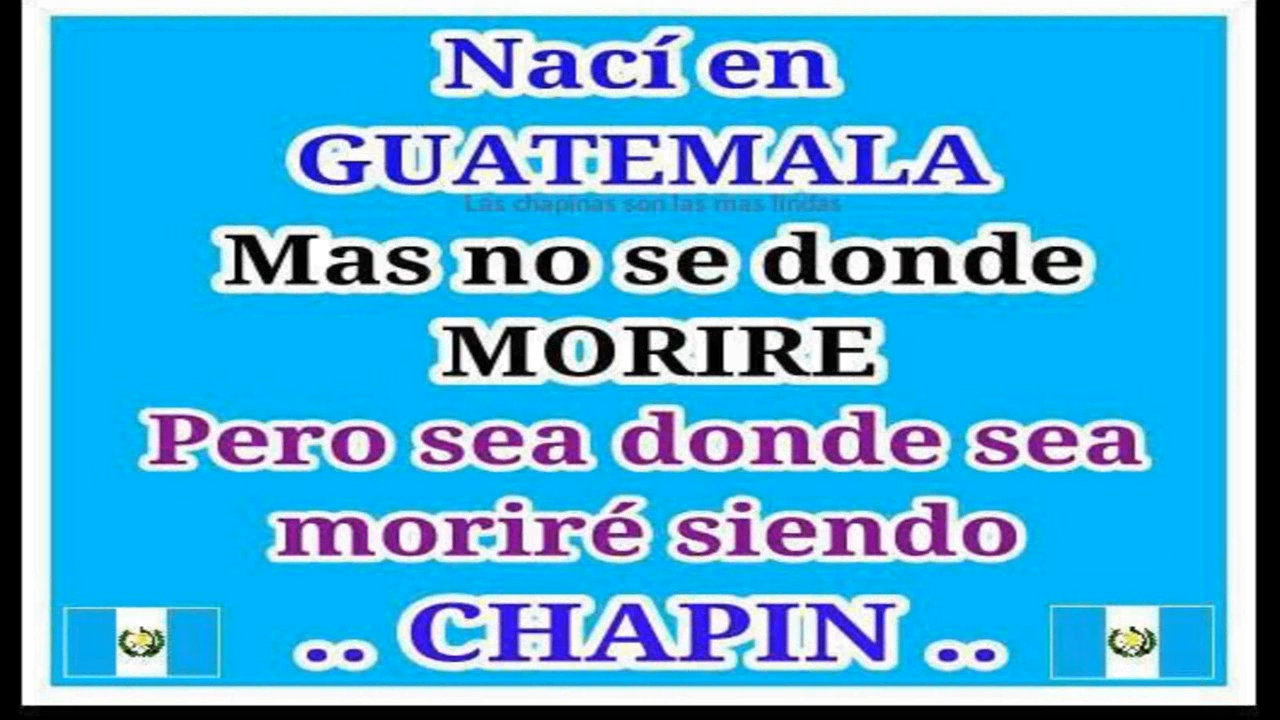 Nací en
GUATEMALA
Las chapinas son las mas lindas
Mas no se donde
MORIRE
Pero sea donde sea
moriré siendo
.. CHAPIN ..